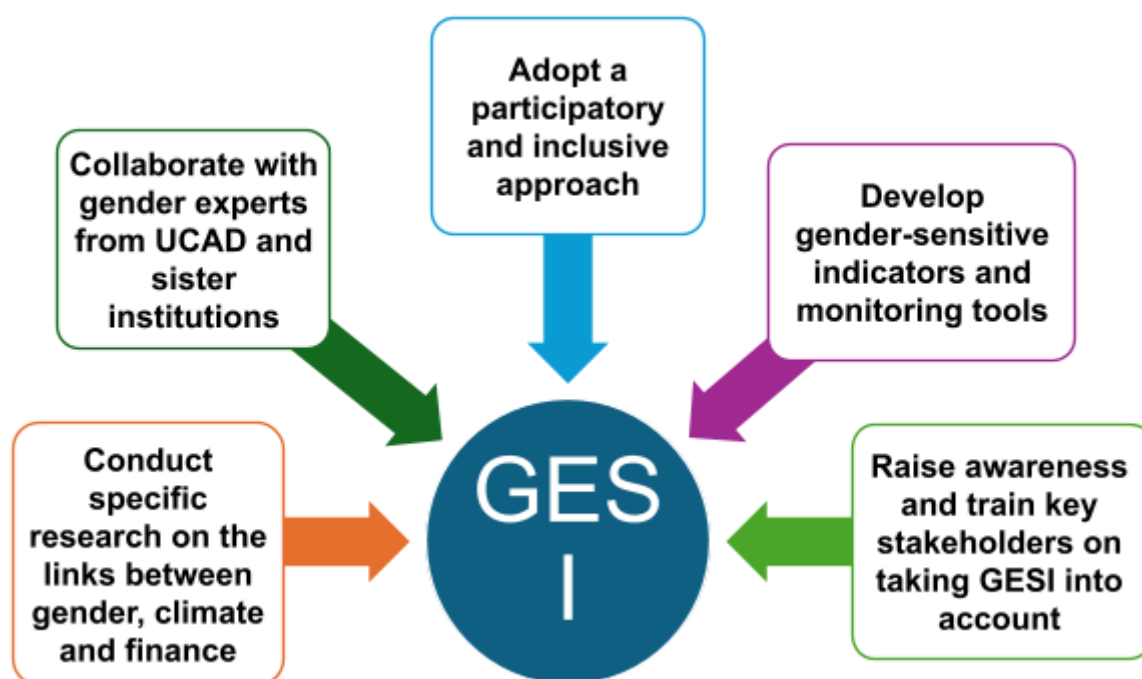 Adopt a
participatory
and inclusive
approach
Collaborate with
gender experts
from UCAD and
sister
institutions
Develop
gender-sensitive
indicators and
monitoring tools
Conduct
specific
research on the
links between
gender, climate
and finance
GES
I
Raise awareness
and train key
stakeholders on
taking GESI into
account